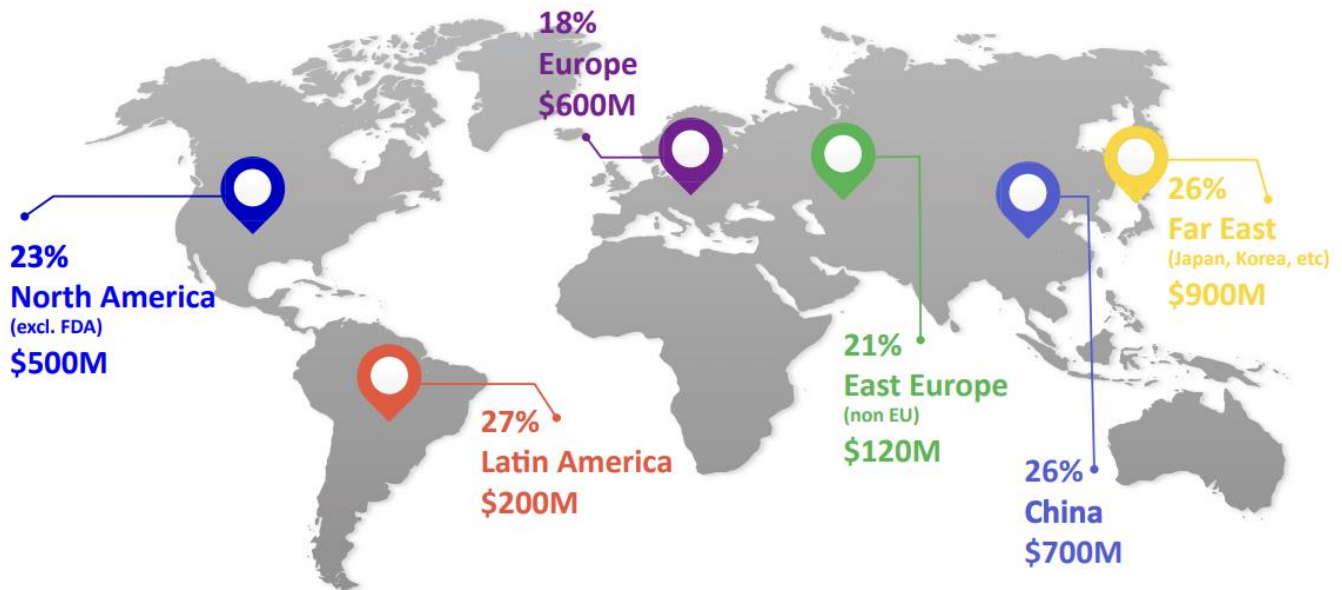 18%
Europe
$600M
23%
North America
(excl. FDA)
$500M
27%
Latin America
$200M
21%
East Europe
(non EU)
$120M
26%
China
$700M
26%
Far East
(Japan, Korea, etc)
$900M